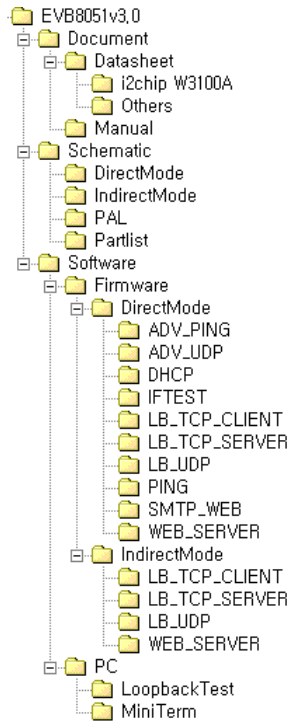 EVB8051v3,0
Document
Datasheet
i2chip W3100A
Others
Manual
Schematic
DirectMode
IndirectMode
PAL
Partlist
Software
Firmware
DirectMode
ADV_PING
ADV_UDP
DHCP
IFTEST
LB_TCP_CLIENT
LB_TCP_SERVER
LB_UDP
PING
SMTP_WEB
WEB_SERVER
IndirectMode
LB_TCP_CLIENT
LB_TCP_SERVER
LB_UDP
WEB_SERVER
PC
LoopbackTest
MiniTerm